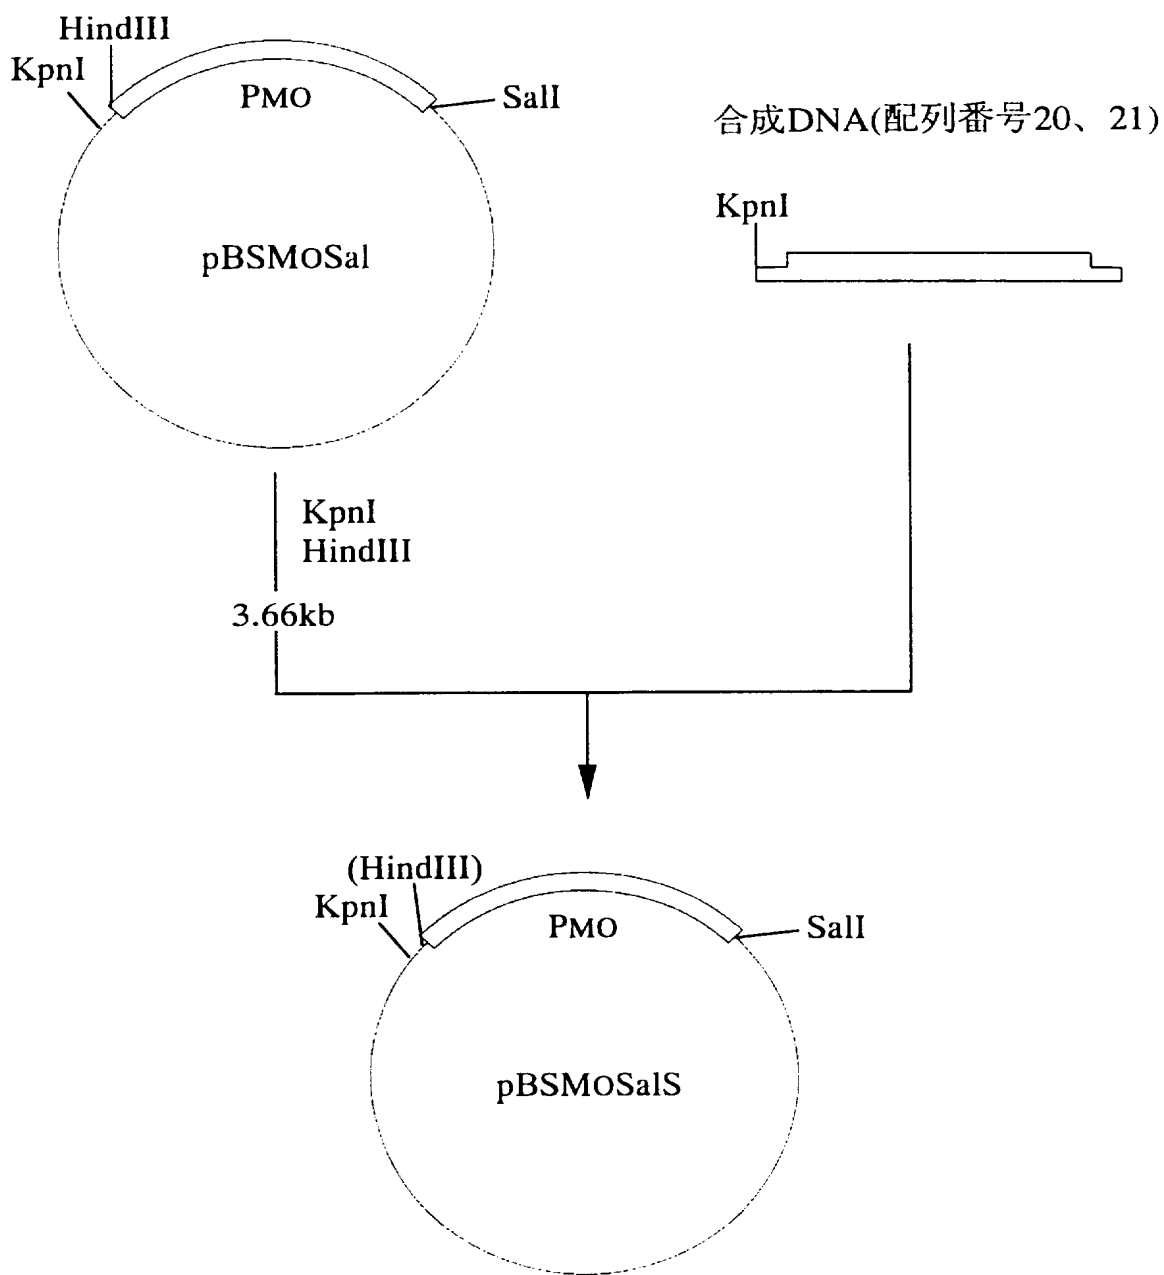 HindIII
KpnI
PMO
SalI
pBSMOSal
合成DNA(配列番号20、21)
KpnI
KpnI
HindIII
3.66kb
(HindIII)
KpnI
PMO
SalI
pBSMOSalS